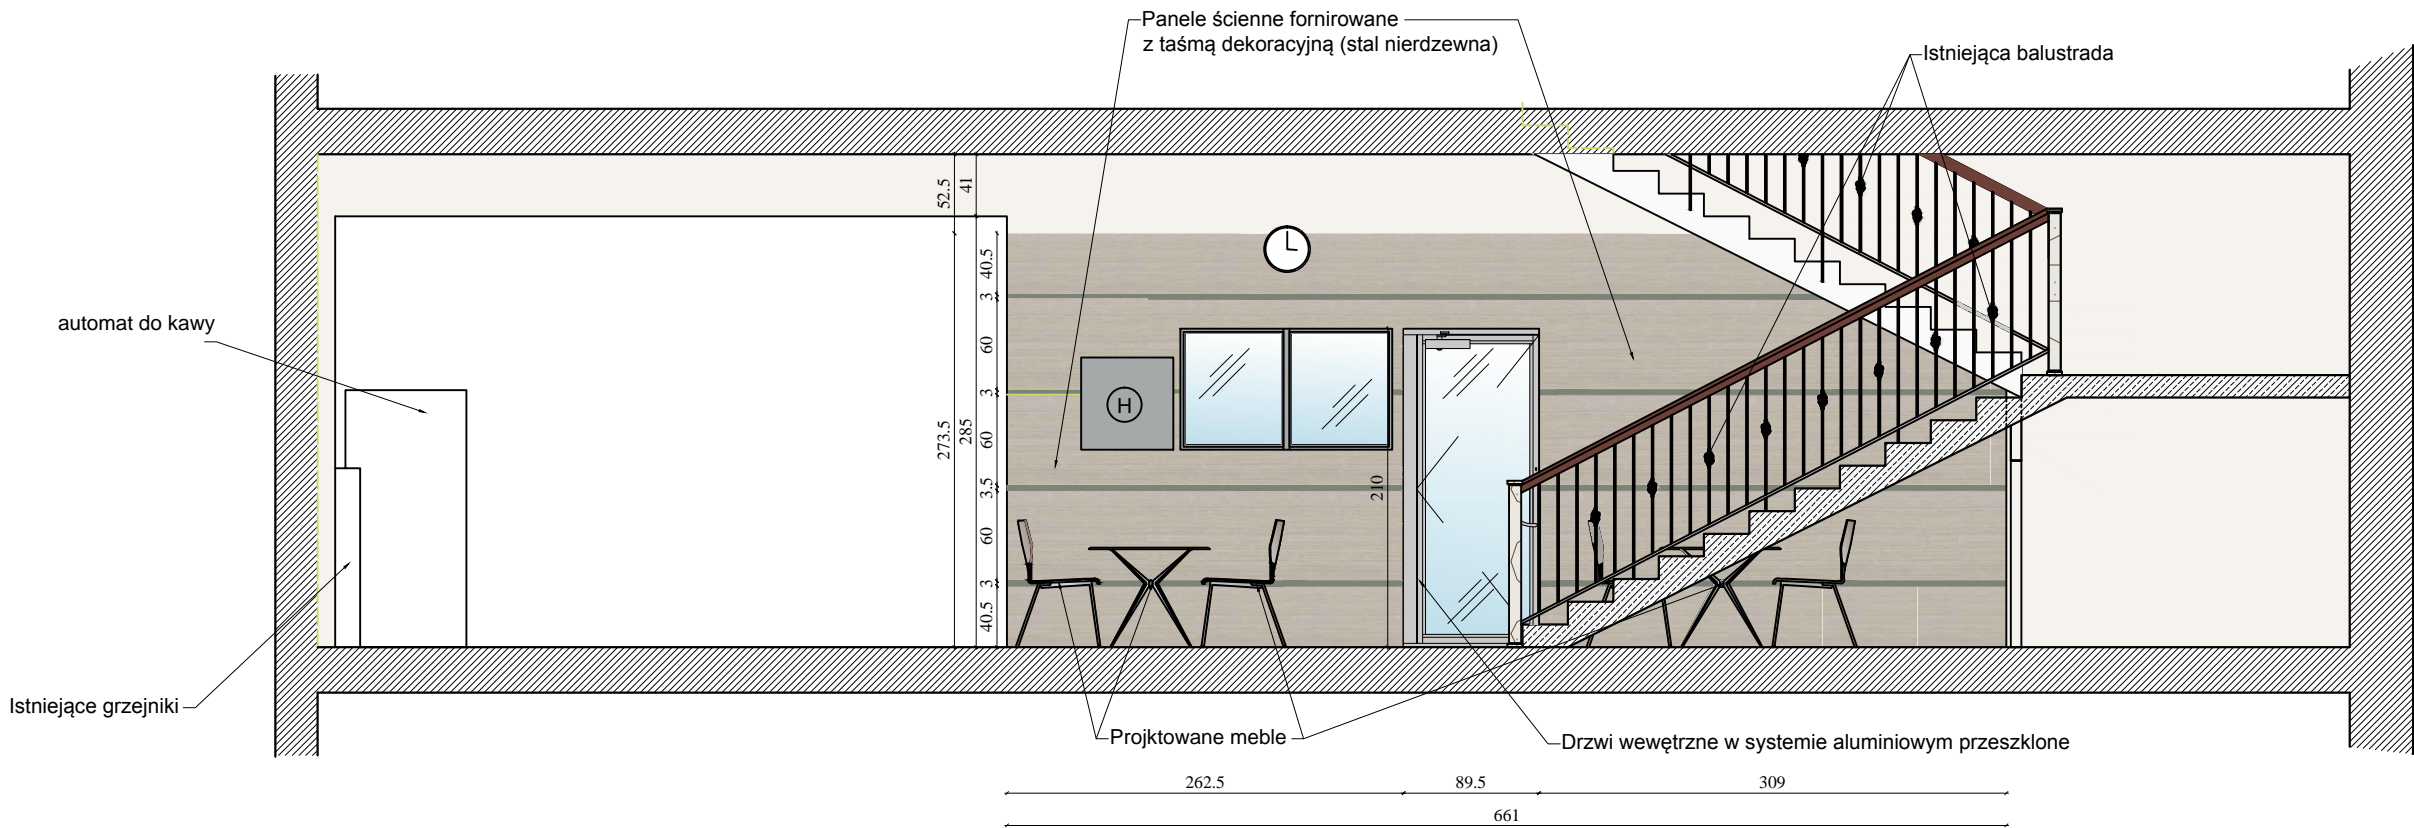 Panele ścienne fornirowane
z taśmą dekoracyjną (stal nierdzewna)
Istniejąca balustrada
52.5
41
40.5
3
automat do kawy
60
3
H
273.5
285
60
3.5
210
60
3
40.5
Istniejące grzejniki
Projktowane meble
Drzwi wewętrzne w systemie aluminiowym przeszklone
262.5
89.5
309
661